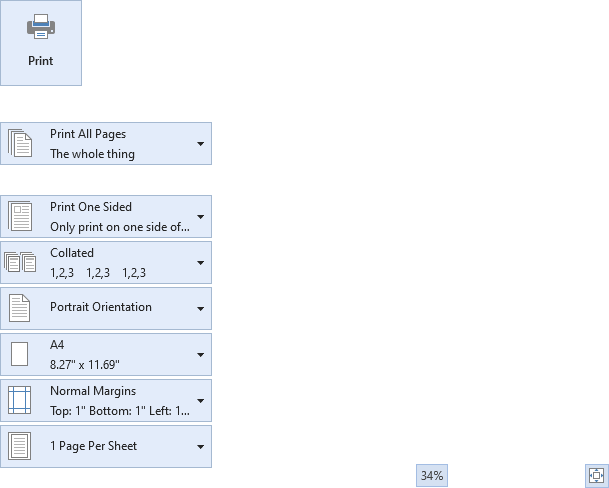 Print
Print All Pages
The whole thing
Print One Sided
Only print on one side of...
Collated
1,2,3 1,2,3 1,2,3
Portrait Orientation
A4
8.27" x 11.69"
Normal Margins
Top: 1" Bottom: 1" Left: 1...
1 Page Per Sheet
34%